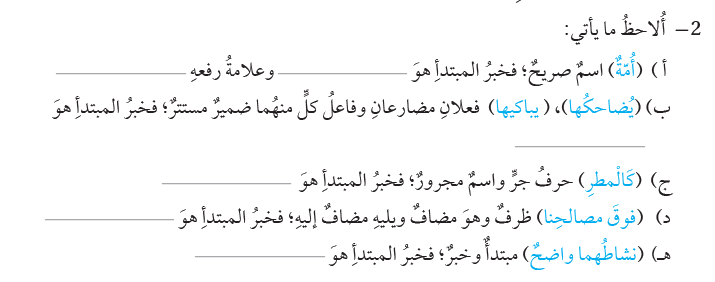 2- أُلاحظُ ما يأتي:
أ ) (أُمّةٌ) اسمٌ صريحٌ؛ فخبرُ المبتدأِ هوَ ____________ وعلامةُ رفعهِ ____________
ب) (يُضاحكُها)، ( يباكيها) فعلانِ مضارعانِ وفاعلُ كلٍّ منهُما ضميرٌ مستترٌ؛ فخبرُ المبتدأِ هوَ
____________
ج) (كَالْمطرِ) حرفُ جرٍّ واسمٌ مجرورٌ؛ فخبرُ المبتدأِ هوَ ____________
د) (فوقَ مصالحِنا) ظرفٌ وهوَ مضافٌ ويليهِ مضافٌ إليهِ؛ فخبرُ المبتدأِ هوَ ____________
هـ) (نشاطُهما واضحٌ) مبتدأٌ وخبرٌ؛ فخبرُ المبتدأِ هوَ ____________